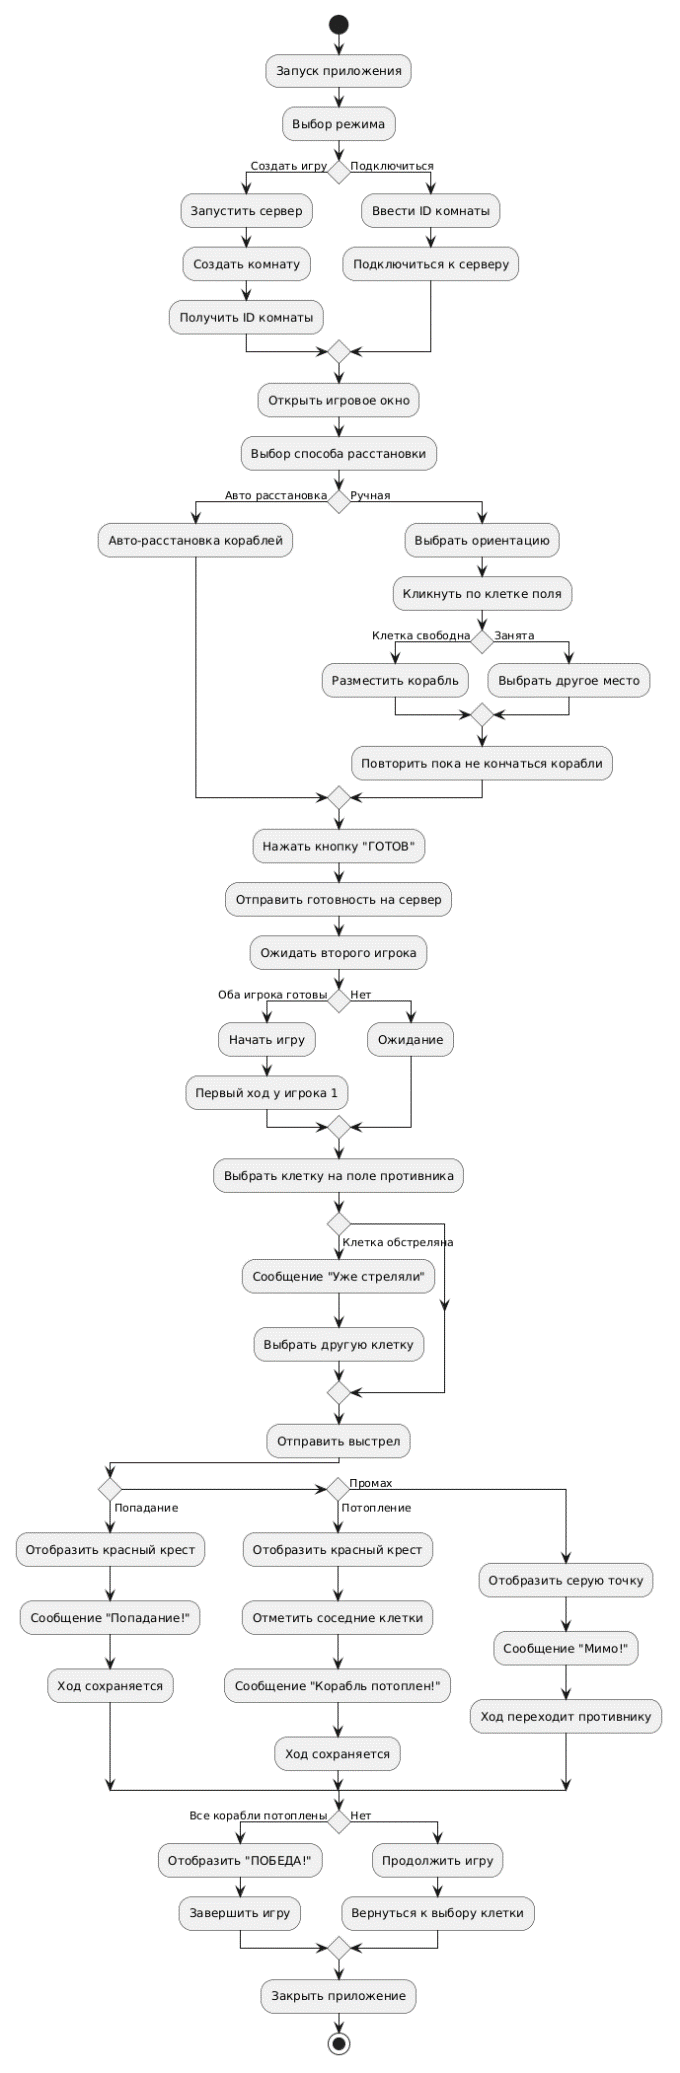 Запуск приложения
Выбор режима
Создать игру
Подключиться
Запустить сервер
Ввести ID комнаты
Создать комнату
Подключиться к серверу
Получить ID комнаты
Открыть игровое окно
Выбор способа расстановки
Авто расстановка
Ручная
Авто-расстановка кораблей
Выбрать ориентацию
Кликнуть по клетке поля
Клетка свободна
Занята
Разместить корабль
Выбрать другое место
Повторить пока не кончаться корабли
Нажать кнопку "ГОТОВ"
Отправить готовность на сервер
Ожидать второго игрока
Оба игрока готовы
Нет
Начать игру
Ожидание
Первый ход у игрока 1
Выбрать клетку на поле противника
Клетка обстреляна
Сообщение "Уже стреляли"
Выбрать другую клетку
Отправить выстрел
Промах
Попадание
Потопление
Отобразить красный крест
Отобразить красный крест
Отобразить серую точку
Сообщение "Попадание!"
Отметить соседние клетки
Сообщение "Мимо!"
Ход сохраняется
Сообщение "Корабль потоплен!"
Ход переходит противнику
Ход сохраняется
Все корабли потоплены
Нет
Отобразить "ПОБЕДА!"
Продолжить игру
Завершить игру
Вернуться к выбору клетки
Закрыть приложение